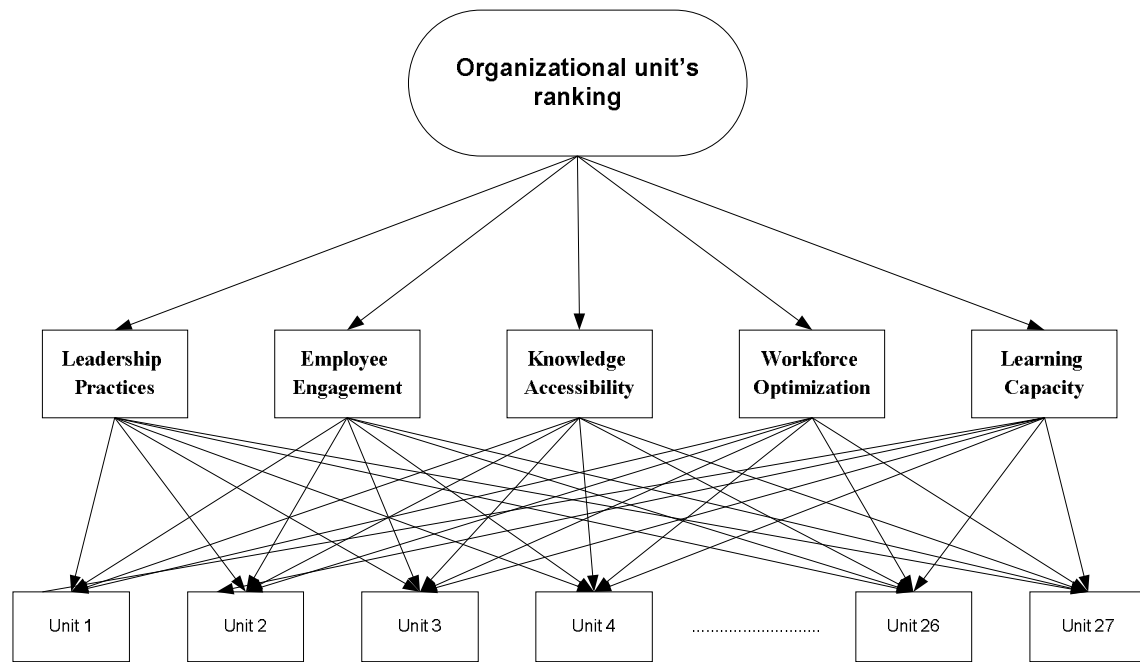 Organizational unit's
ranking
Leadership
Practices
Employee
Engagement
Knowledge
Accessibility
Workforce
Optimization
Learning
Capacity
Unit 1
Unit 2
Unit 3
Unit 4
............................
Unit 26
Unit 27